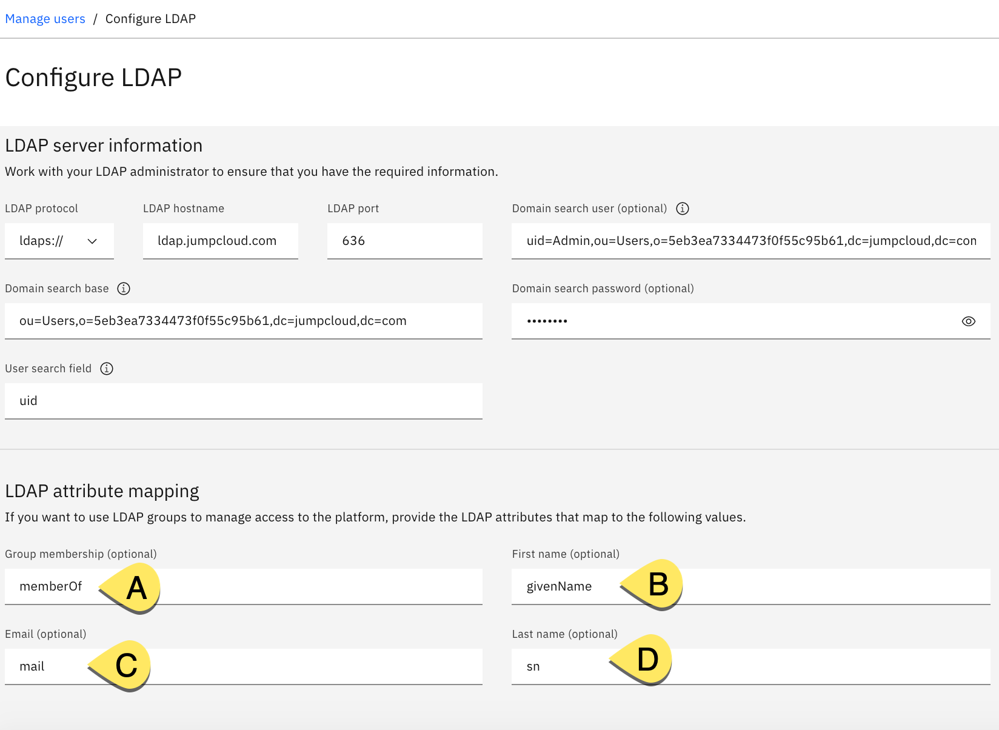 Manage users / Configure LDAP
Configure LDAP
LDAP server information
Work with your LDAP administrator to ensure that you have the required information.
LDAP protocol LDAP hostname LDAP port Domain search user (optional)
ldaps:// ldap.jumpcloud.com 636 uid=Admin,ou=Users,o=5eb3ea7334473f0f55c95b61,dc=jumpcloud,dc=con
Domain search base Domain search password (optional)
ou=Users,o=5eb3ea7334473f0f55c95b61,dc=jumpcloud,dc=com ••••••••
User search field
uid
LDAP attribute mapping
If you want to use LDAP groups to manage access to the platform, provide the LDAP attributes that map to the following values.
Group membership (optional) First name (optional)
memberOf A givenName B
Email (optional) Last name (optional)
mail C sn D